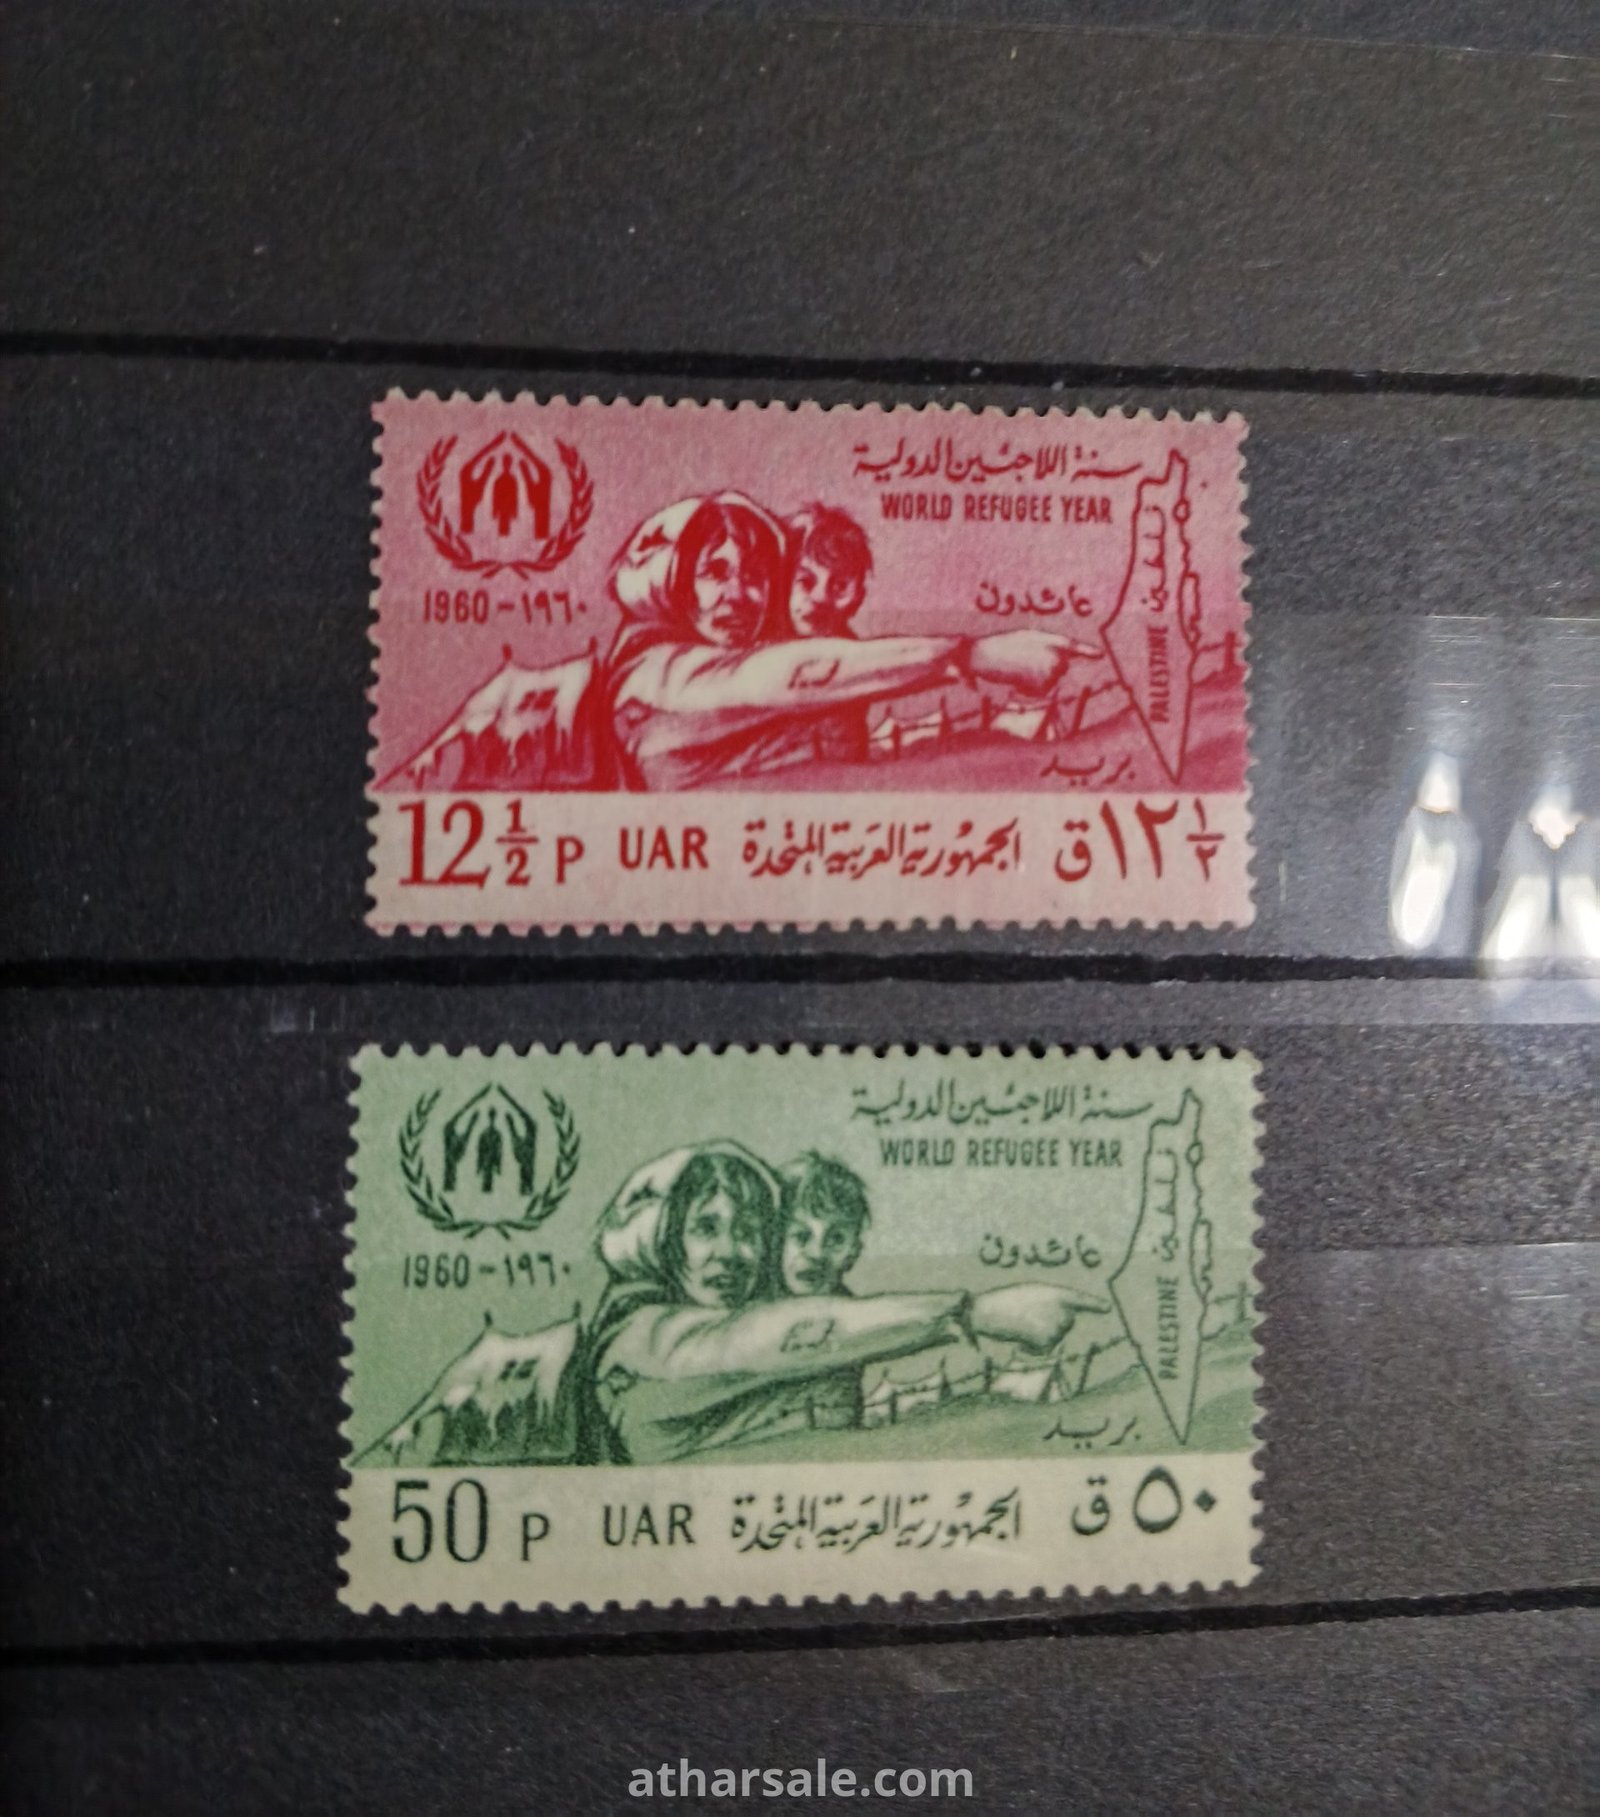 سنة اللاجئين الدولية
WORLD REFUGEE YEAR
1960 - ١٩٦٠
عائدون
فلسطين
PALESTINE
بريد
12 1/2 P UAR الجمهورية العربية المتحدة ق ١٢ ١/٢
سنة اللاجئين الدولية
WORLD REFUGEE YEAR
1960 - ١٩٦٠
عائدون
فلسطين
PALESTINE
بريد
50 P UAR الجمهورية العربية المتحدة ق ٥٠
atharsale.com